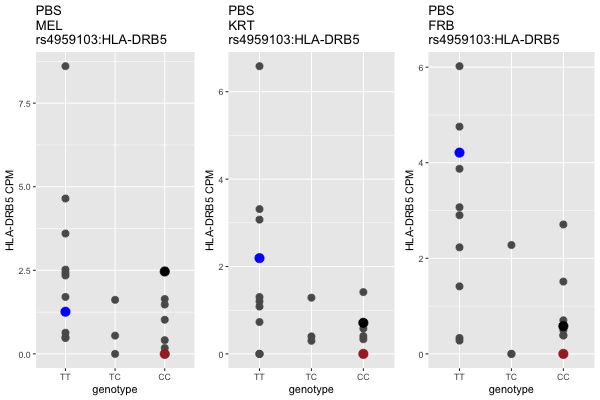 PBS
MEL
rs4959103:HLA-DRB5
7.5
5.0
2.5
0.0
HLA-DRB5 CPM
TT
TC
CC
genotype
PBS
KRT
rs4959103:HLA-DRB5
6
4
2
0
HLA-DRB5 CPM
TT
TC
CC
genotype
PBS
FRB
rs4959103:HLA-DRB5
6
4
2
0
HLA-DRB5 CPM
TT
TC
CC
genotype